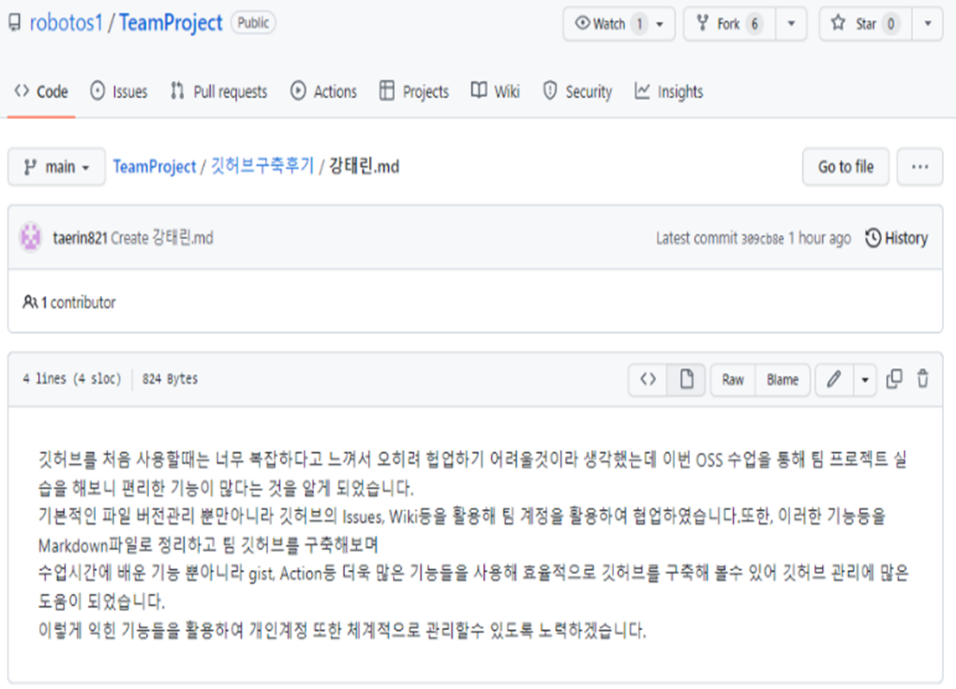 robotos1 / TeamProject Public
Watch 1
Fork 6
Star 0
Code
Issues
Pull requests
Actions
Projects
Wiki
Security
Insights
main
TeamProject / 깃허브구축후기 / 강태린.md
Go to file
...
taerin821 Create 강태린.md
Latest commit 309cb8e 1 hour ago
History
1 contributor
4 lines (4 sloc)
824 Bytes
<>
Raw
Blame
깃허브를 처음 사용할때는 너무 복잡하다고 느껴서 오히려 헙업하기 어려울것이라 생각했는데 이번 OSS 수업을 통해 팀 프로젝트 실
습을 해보니 편리한 기능이 많다는 것을 알게 되었습니다.
기본적인 파일 버전관리 뿐만아니라 깃허브의 Issues, Wiki등을 활용해 팀 계정을 활용하여 협업하였습니다.또한, 이러한 기능등을
Markdown파일로 정리하고 팀 깃허브를 구축해보며
수업시간에 배운 기능 뿐아니라 gist, Action등 더욱 많은 기능들을 사용해 효율적으로 깃허브를 구축해 볼수 있어 깃허브 관리에 많은
도움이 되었습니다.
이렇게 익힌 기능들을 활용하여 개인계정 또한 체계적으로 관리할수 있도록 노력하겠습니다.